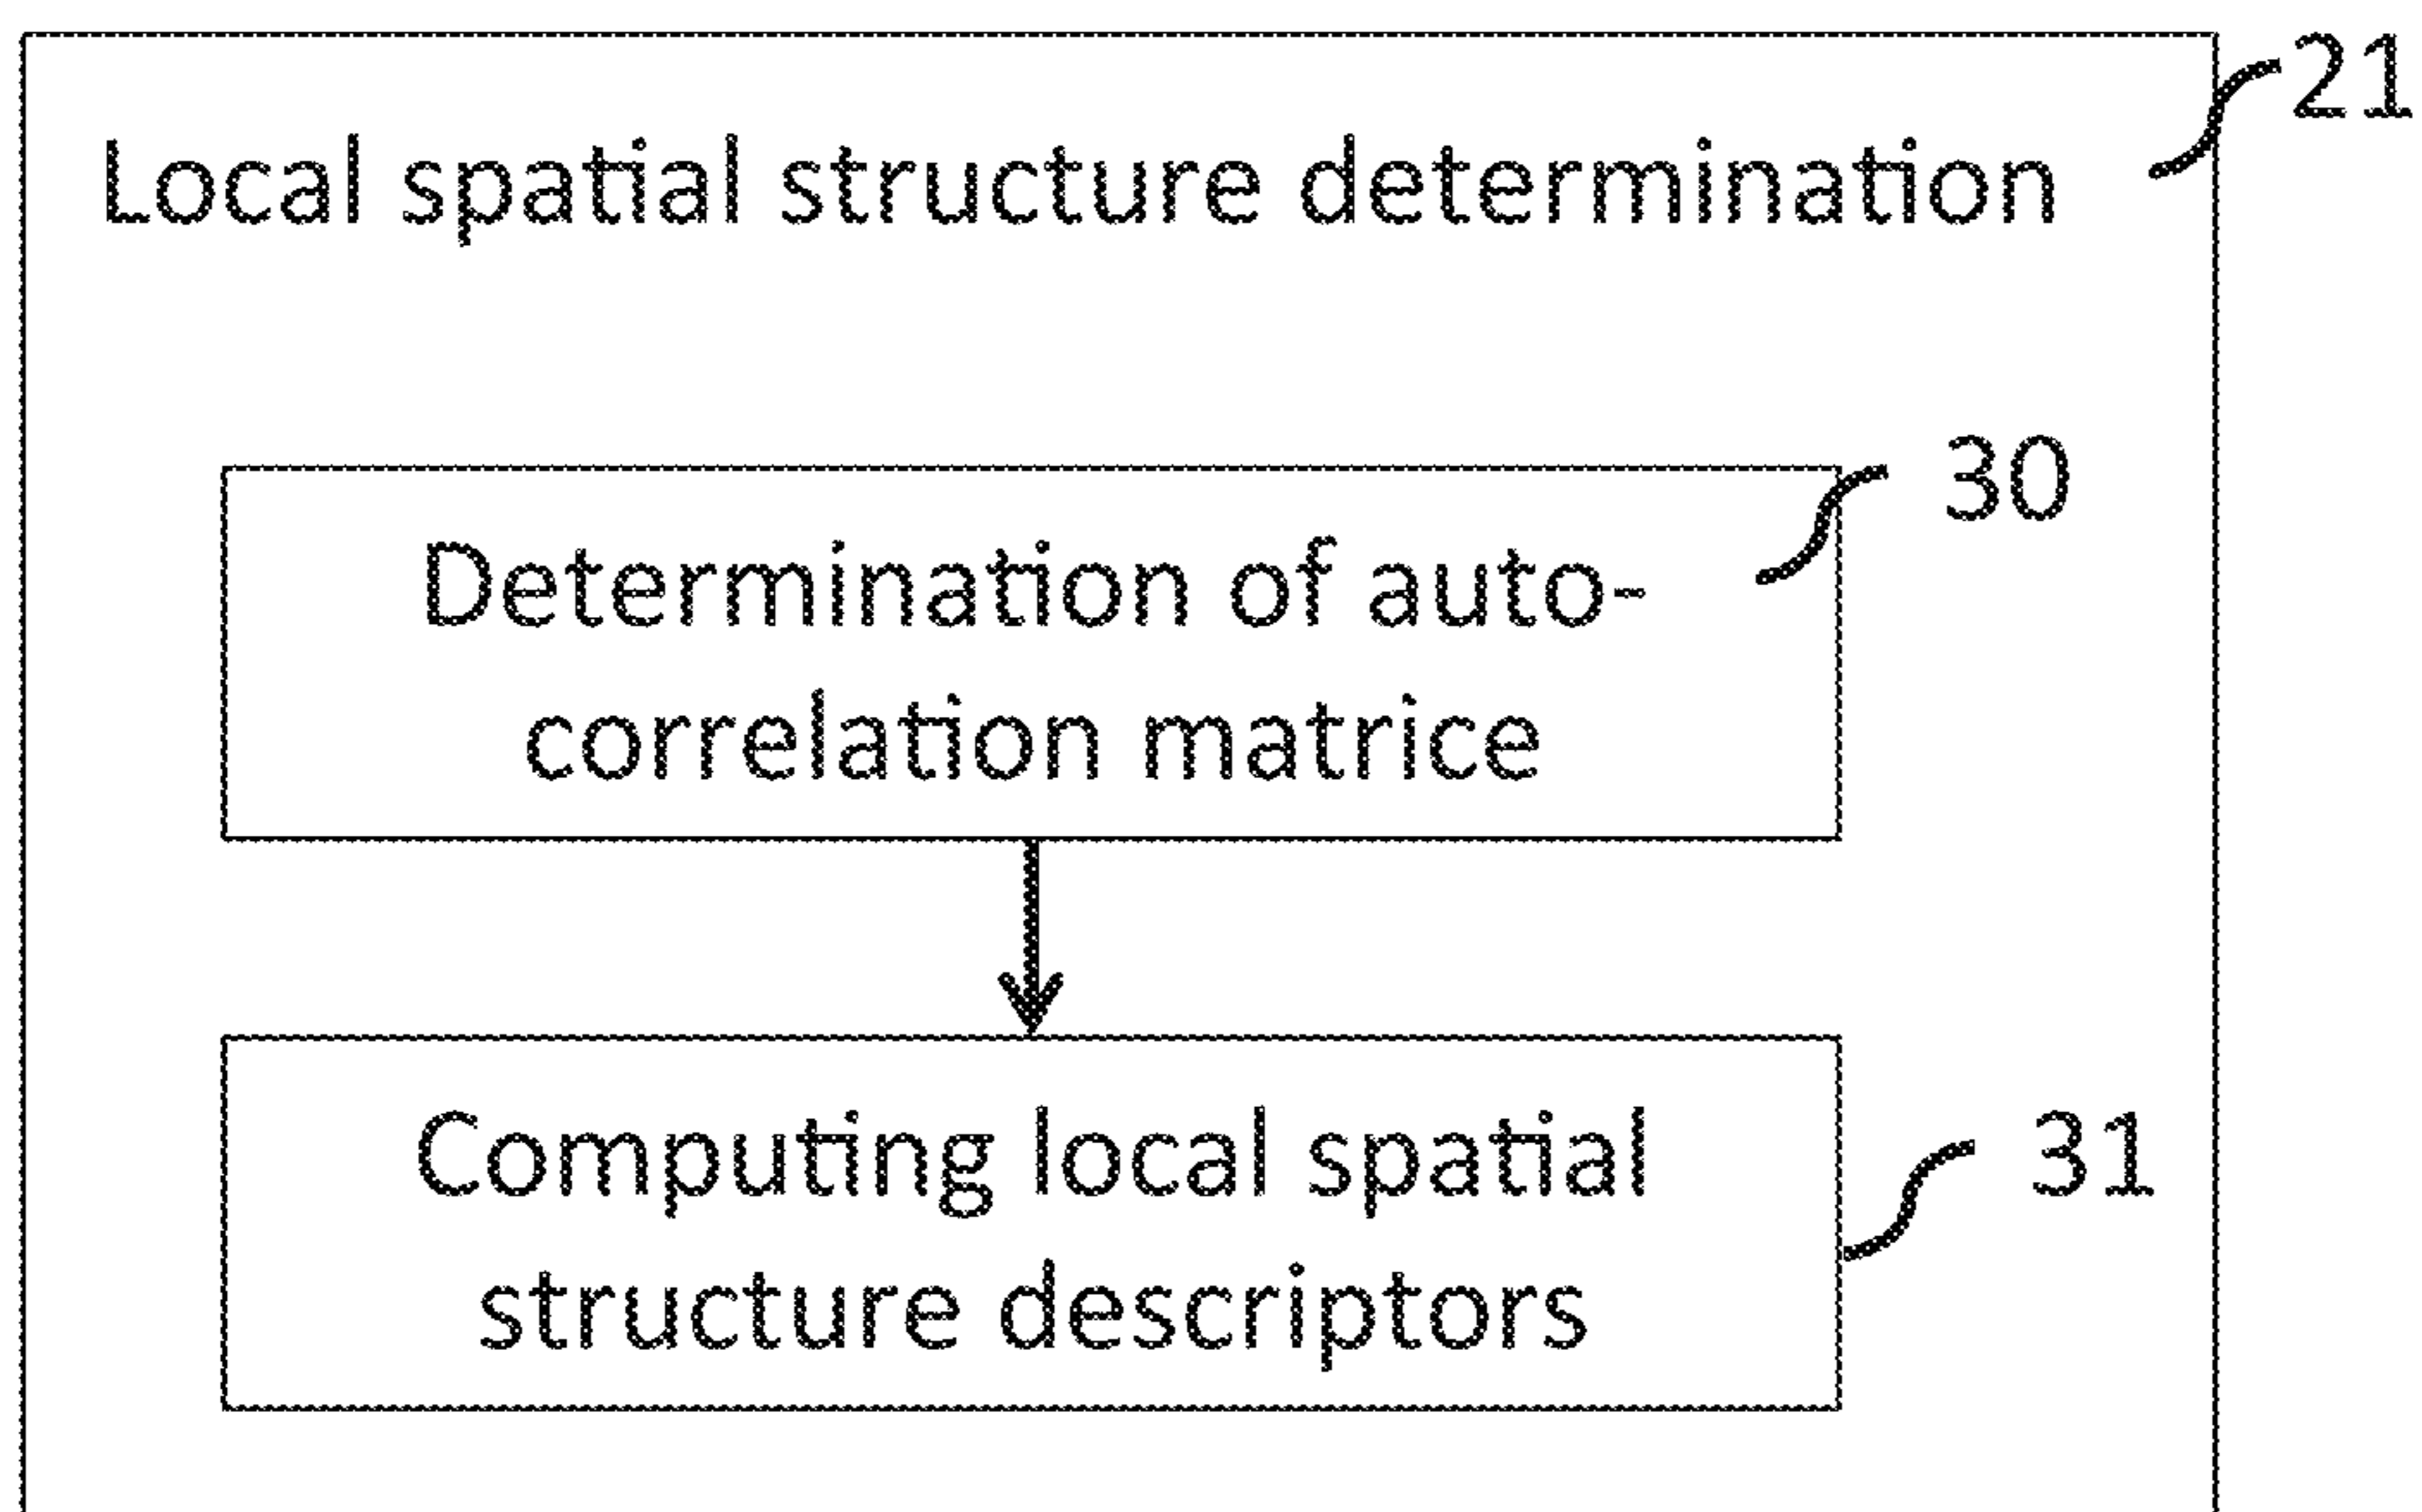 21
Local spatial structure determination
30
Determination of auto-
correlation matrice
Computing local spatial
31
structure descriptors